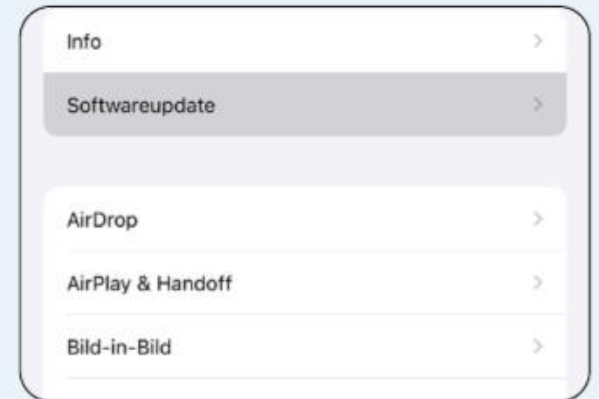 Info
Softwareupdate
AirDrop
AirPlay & Handoff
Bild-in-Bild